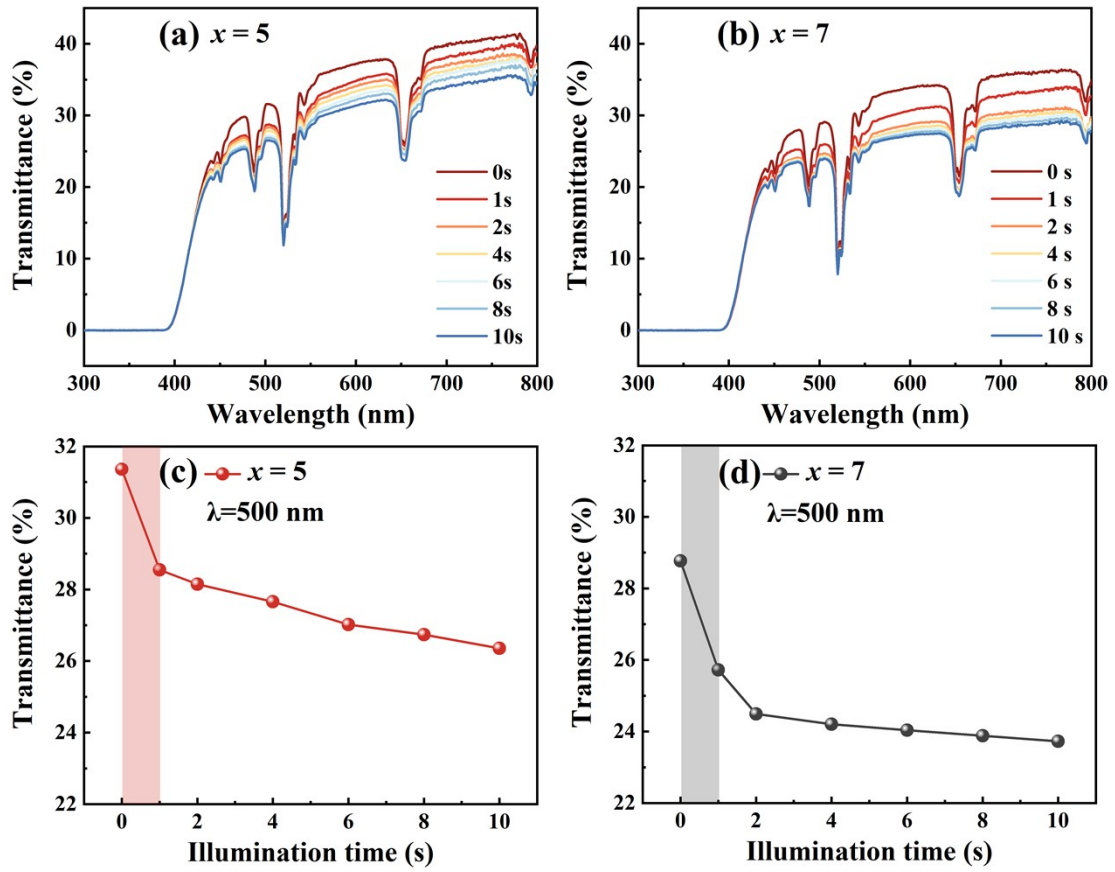 (a) x = 5
Transmittance (%)
40
30
20
10
0
0s
1s
2s
4s
6s
8s
10s
300 400 500 600 700 800
Wavelength (nm)
(b) x = 7
Transmittance (%)
40
30
20
10
0
0 s
1 s
2 s
4 s
6 s
8 s
10 s
300 400 500 600 700 800
Wavelength (nm)
(c) x = 5
λ=500 nm
Transmittance (%)
32
30
28
26
24
22
0 2 4 6 8 10
Illumination time (s)
(d) x = 7
λ=500 nm
Transmittance (%)
32
30
28
26
24
22
0 2 4 6 8 10
Illumination time (s)